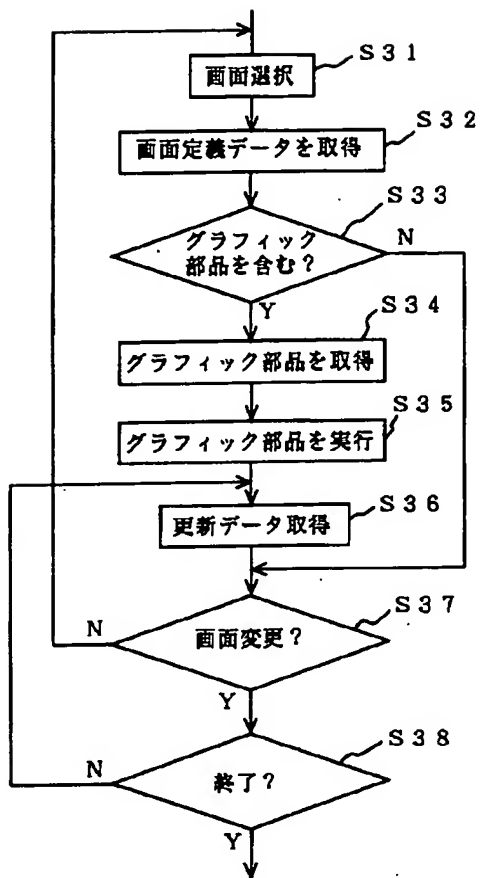 S31
画面選択
S32
画面定義データを取得
S33
グラフィック
部品を含む?
N
Y
S34
グラフィック部品を取得
S35
グラフィック部品を実行
S36
更新データ取得
S37
画面変更?
N
Y
S38
終了?
N
Y